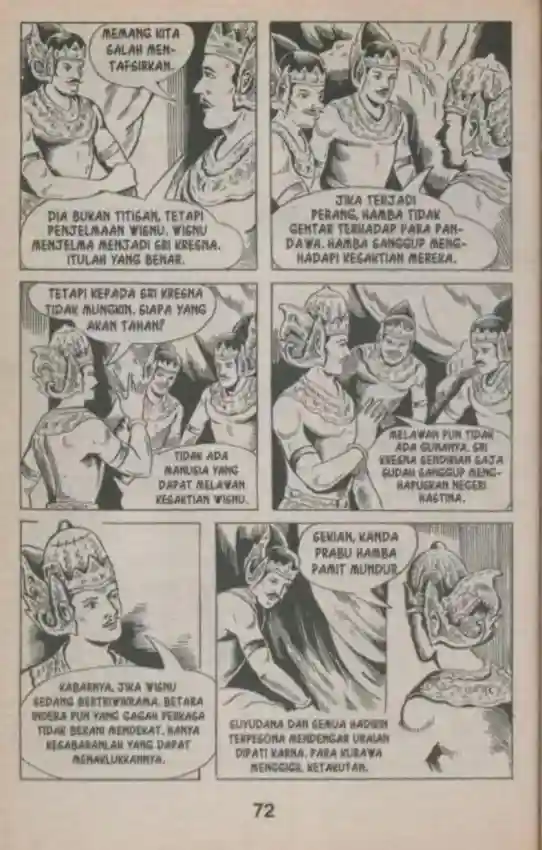 MEMANG KITA
SALAH MEN-
TAFSIRKAN.
DIA BUKAN TITISAN, TETAPI
PENJELMAAN WISNU. WISNU
MENJELMA MENJADI SRI KRESNA.
ITULAH YANG BENAR.
JIKA TERJADI
PERANG, HAMBA TIDAK
GENTAR TERHADAP PARA PAN-
DAWA. HAMBA SANGGUP MENG-
HADAPI KESAKTIAN MEREKA.
TETAPI KEPADA SRI KRESNA
TIDAK MUNGKIN. SIAPA YANG
AKAN TAHAN?
TIDAK ADA
MANUSIA YANG
DAPAT MELAWAN
KESAKTIAN WISNU.
MELAWAN PUN TIDAK
ADA GUNANYA. SRI
KRESNA SENDIRIAN SAJA
SUDAH SANGGUP MENG-
HAPUSKAN NEGERI
HASTINA.
KABARNYA, JIKA WISNU
SEDANG BERTRIWIKRAMA, BETARA
INDERA PUN YANG GAGAH PERKASA
TIDAK BERANI MENDEKAT. HANYA
KESABARANLAH YANG DAPAT
MENAKLUKKANNYA.
SEKIAN, KANDA
PRABU HAMBA
PAMIT MUNDUR
SUYUDANA DAN SEMUA HADIRIN
TERPESONA MENDENGAR URAIAN
DIPATI KARNA. PARA KURAWA
MENGGIGIL KETAKUTAN.
72